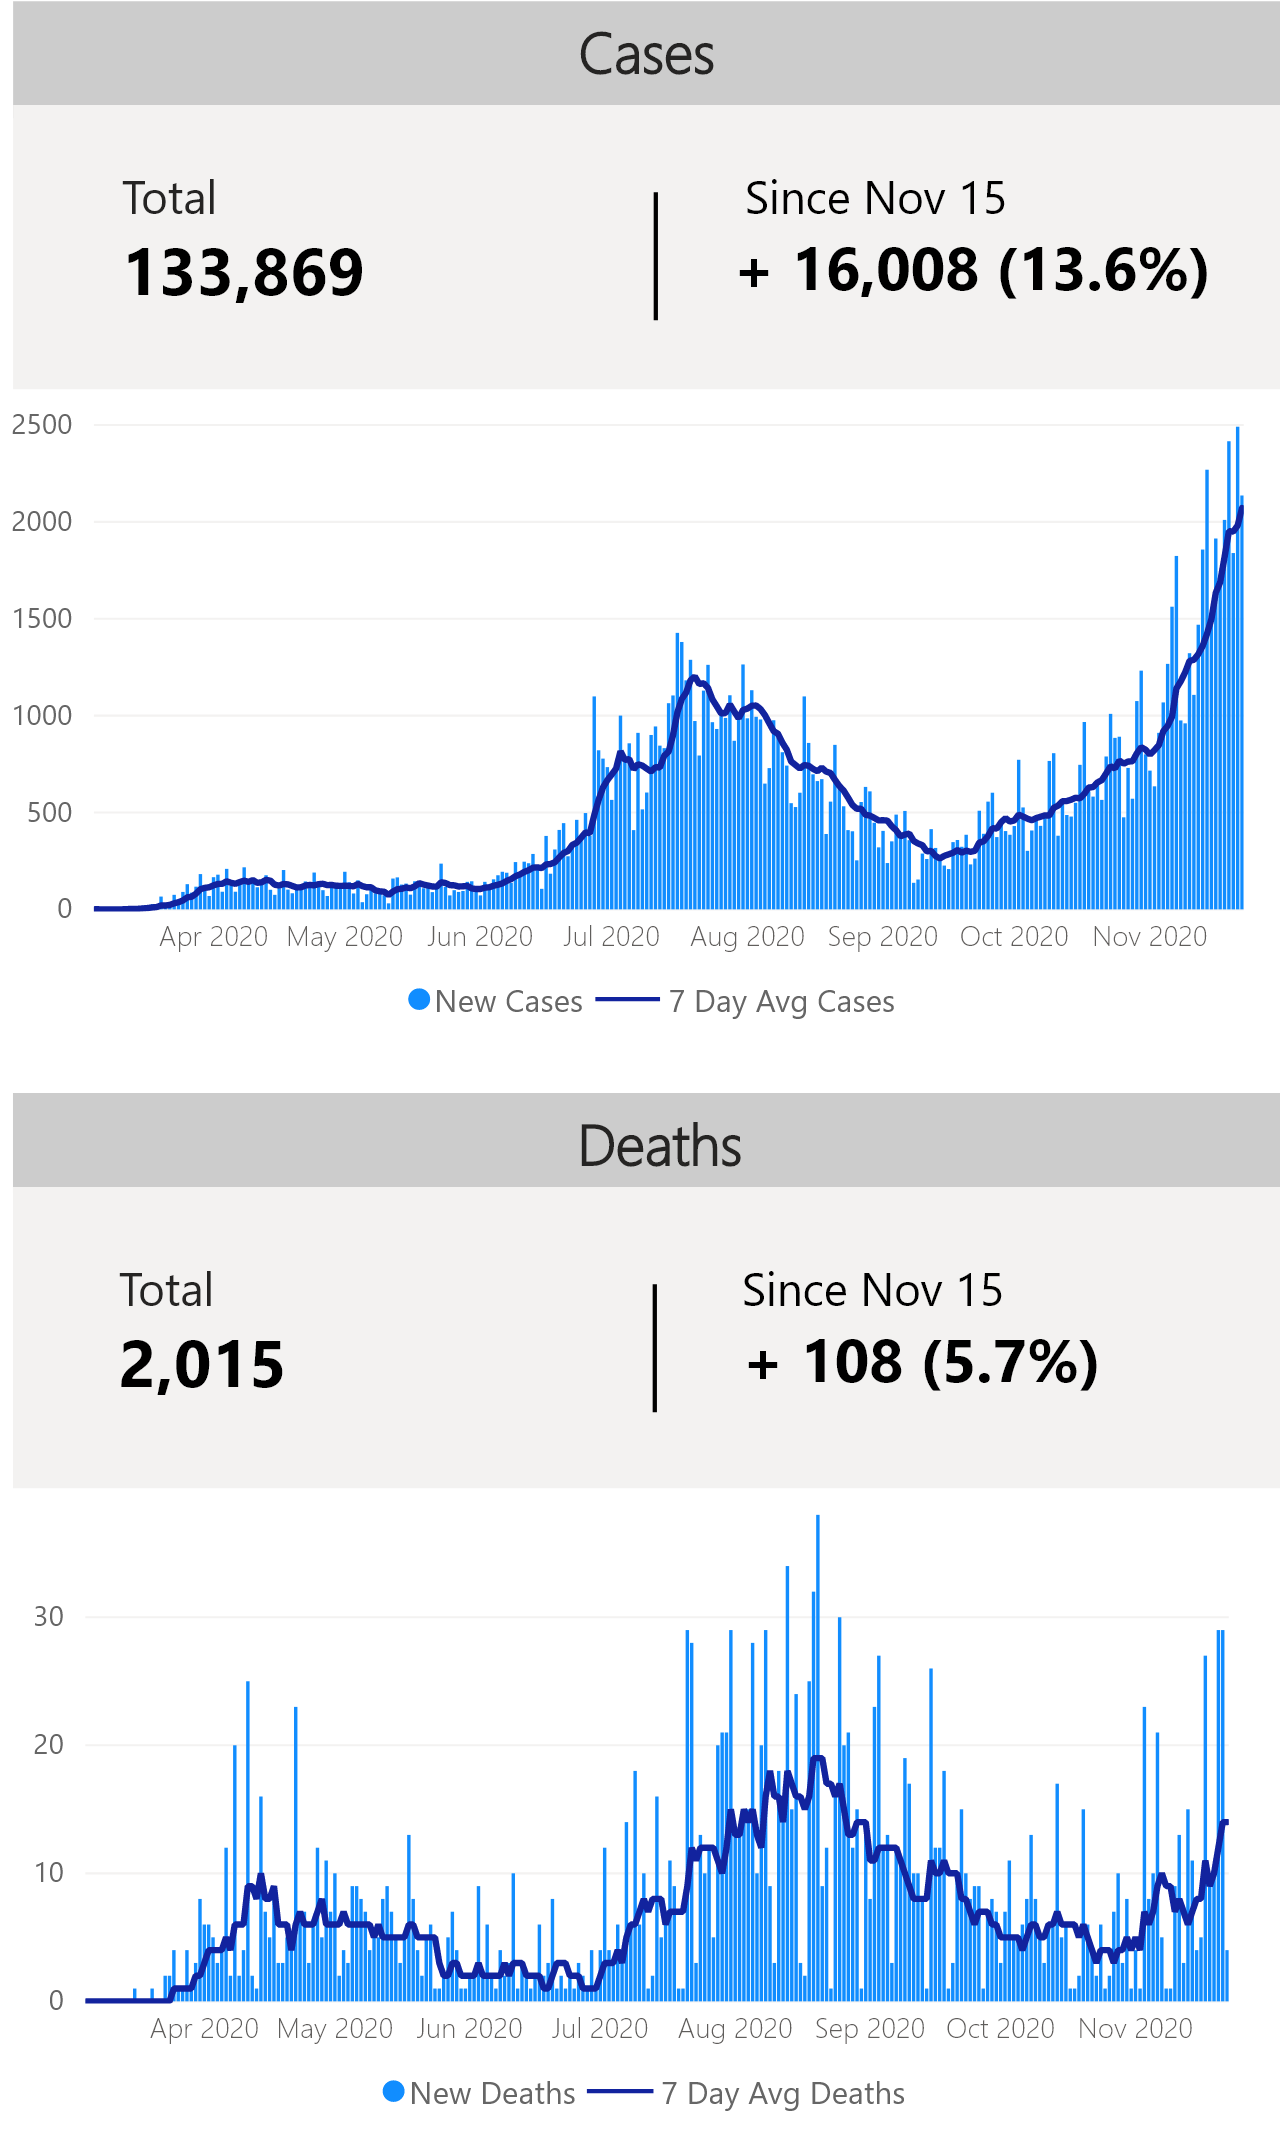 Cases
Total
Since Nov 15
133,869
+ 16,008 (13.6%)
2500
2000
1500
1000
500
0
Apr 2020 May 2020 Jun 2020 Jul 2020 Aug 2020 Sep 2020 Oct 2020 Nov 2020
New Cases 7 Day Avg Cases
Deaths
Total
Since Nov 15
2,015
+ 108 (5.7%)
30
20
10
0
Apr 2020 May 2020 Jun 2020 Jul 2020 Aug 2020 Sep 2020 Oct 2020 Nov 2020
New Deaths 7 Day Avg Deaths